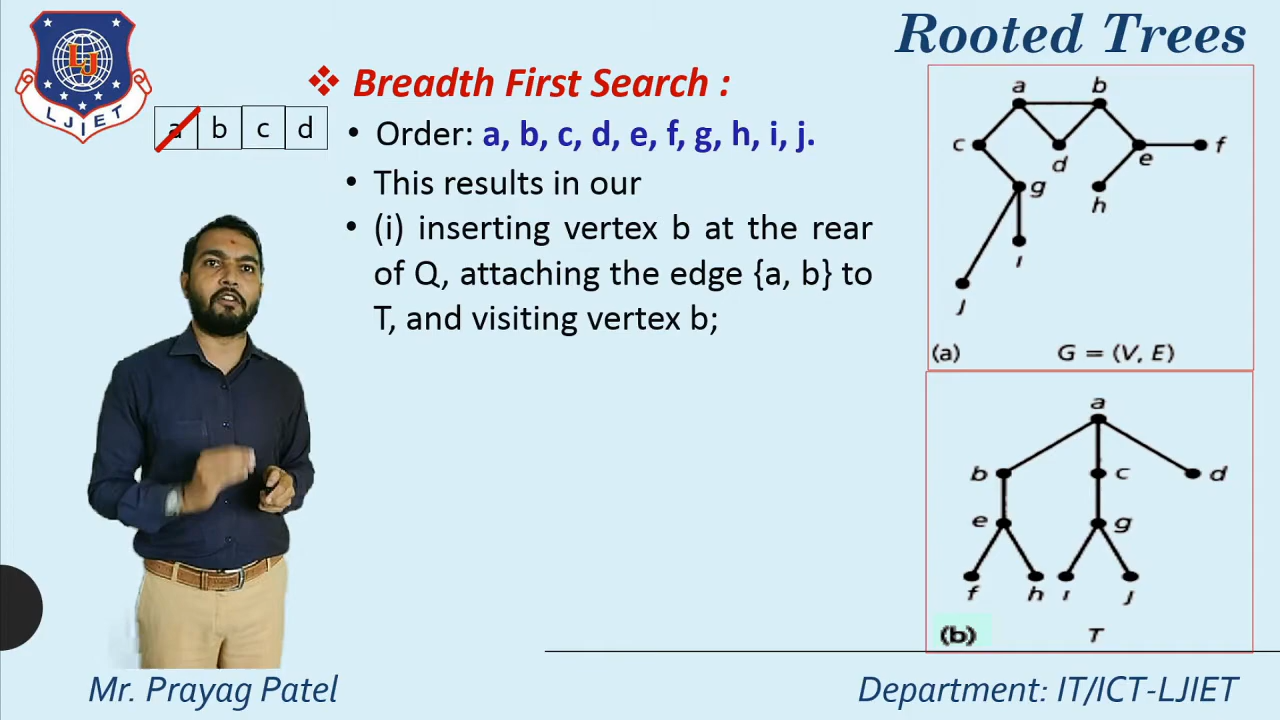 Rooted Trees
LJ
LJIET
❖ Breadth First Search :
a b c d
• Order: a, b, c, d, e, f, g, h, i, j.
• This results in our
• (i) inserting vertex b at the rear
of Q, attaching the edge {a, b} to
T, and visiting vertex b;
a b
c d e f
g h
i
j
(a) G = (V, E)
a
b c d
e g
f h i j
(b) T
Mr. Prayag Patel
Department: IT/ICT-LJIET